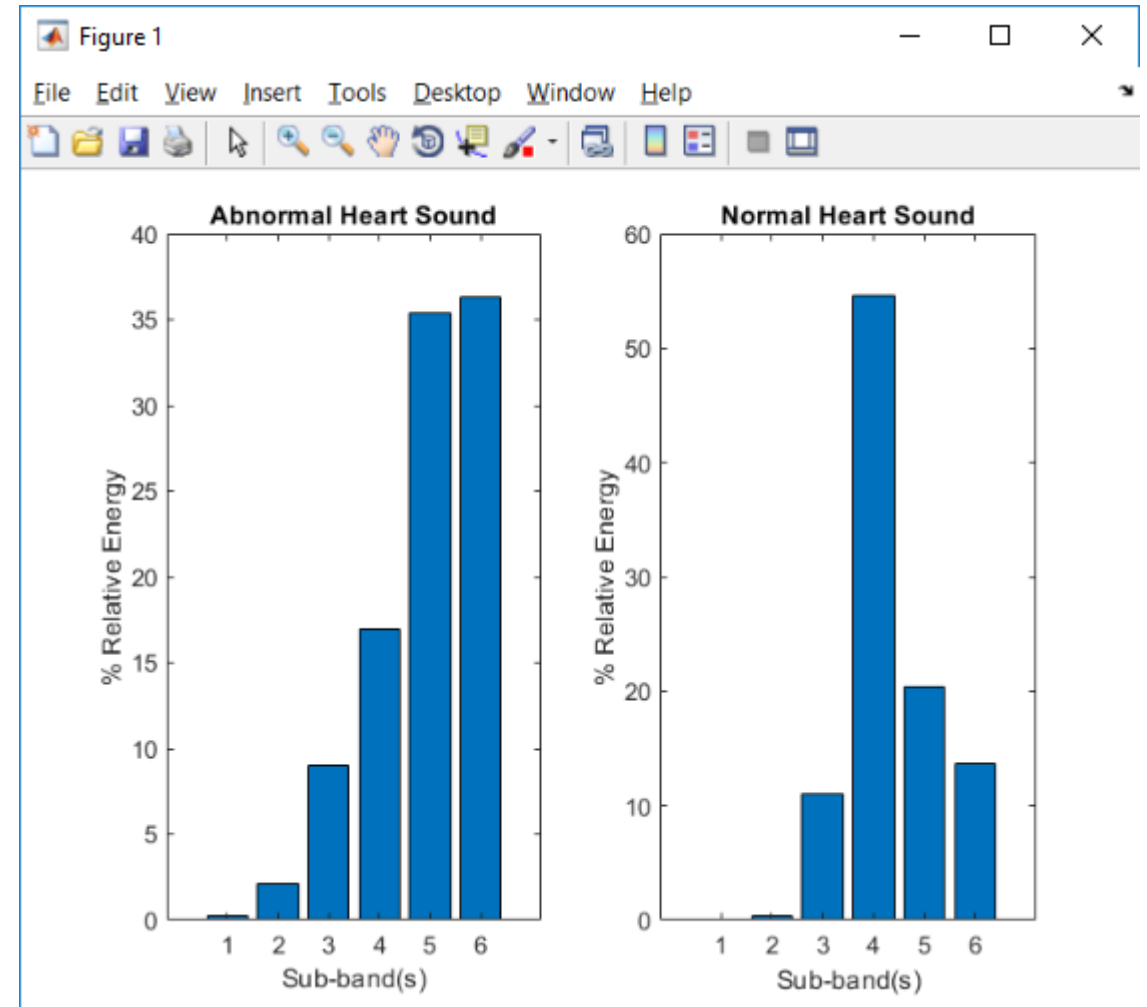 Figure 1
File Edit View Insert Tools Desktop Window Help
Abnormal Heart Sound
40
35
30
25
20
15
10
5
0
% Relative Energy
1 2 3 4 5 6
Sub-band(s)
Normal Heart Sound
60
50
40
30
20
10
0
% Relative Energy
1 2 3 4 5 6
Sub-band(s)